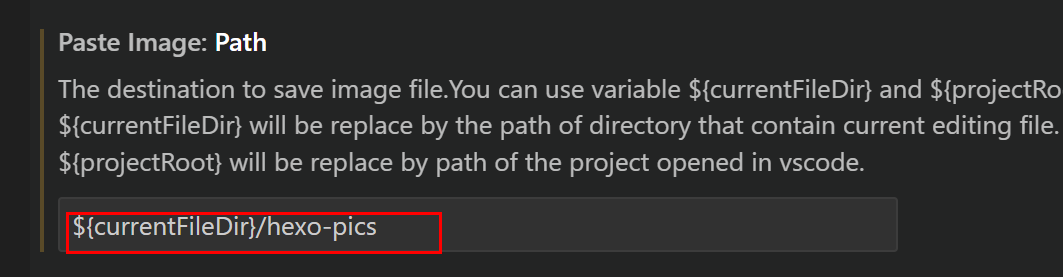 Paste Image: Path
The destination to save image file.You can use variable ${currentFileDir} and ${projectRo
${currentFileDir} will be replace by the path of directory that contain current editing file.
${projectRoot} will be replace by path of the project opened in vscode.
${currentFileDir}/hexo-pics